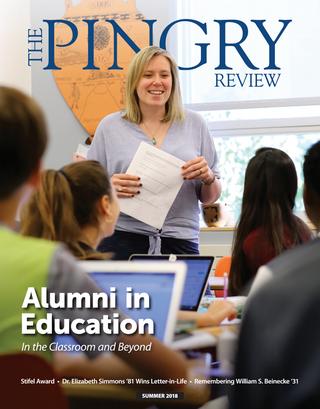 THE PINGRY
REVIEW
Alumni in
Education
In the Classroom and Beyond
Stifel Award • Dr. Elizabeth Simmons '81 Wins Letter-in-Life • Remembering William S. Beinecke '31
SUMMER 2018